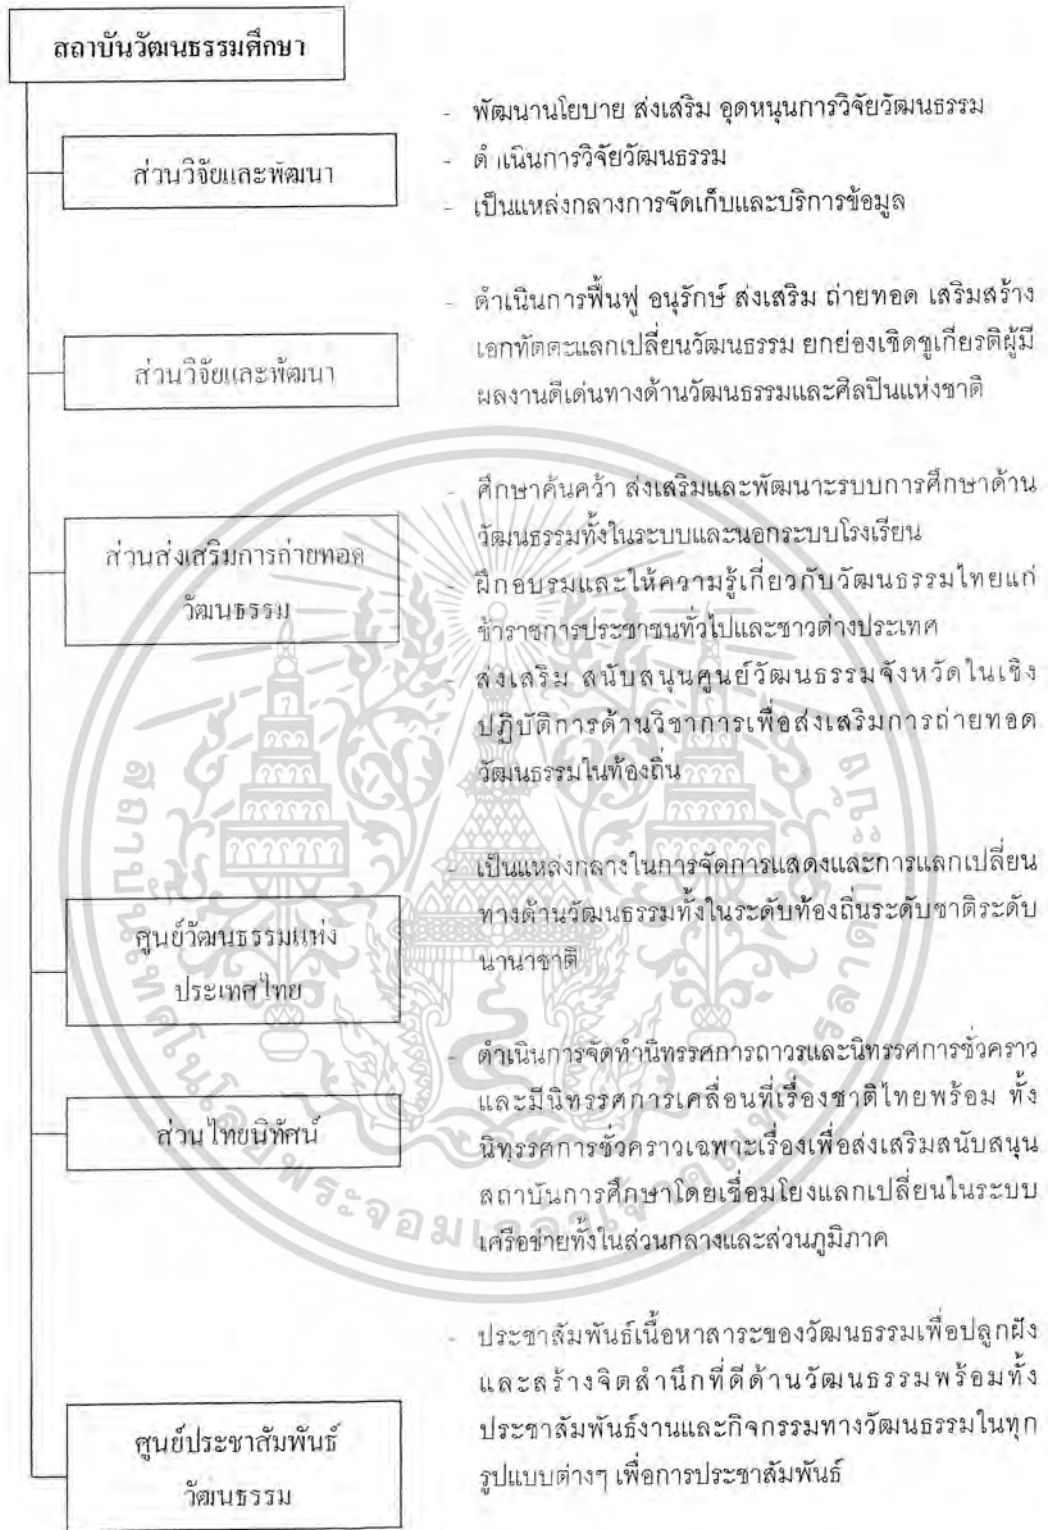 สถาบันวัฒนธรรมศึกษา
ส่วนวิจัยและพัฒนา
- พัฒนานโยบาย ส่งเสริม อุดหนุนการวิจัยวัฒนธรรม
- ดำเนินการวิจัยวัฒนธรรม
- เป็นแหล่งกลางการจัดเก็บและบริการข้อมูล
ส่วนวิจัยและพัฒนา
- ดำเนินการฟื้นฟู อนุรักษ์ ส่งเสริม ถ่ายทอด เสริมสร้าง
เอกทัตคะแลกเปลี่ยนวัฒนธรรม ยกย่องเชิดชูเกียรติผู้มี
ผลงานดีเด่นทางด้านวัฒนธรรมและศิลปินแห่งชาติ
ส่วนส่งเสริมการถ่ายทอด
วัฒนธรรม
- ศึกษาค้นคว้า ส่งเสริมและพัฒนาะรบบการศึกษาด้าน
วัฒนธรรมทั้งในระบบและนอกระบบโรงเรียน
- ฝึกอบรมและให้ความรู้เกี่ยวกับวัฒนธรรมไทยแก่
ข้าราชการประชาชนทั่วไปและชาวต่างประเทศ
- ส่งเสริม สนับสนุนศูนย์วัฒนธรรมจังหวัดในเชิง
ปฏิบัติการด้านวิชาการเพื่อส่งเสริมการถ่ายทอด
วัฒนธรรมในท้องถิ่น
ศูนย์วัฒนธรรมแห่ง
ประเทศไทย
- เป็นแหล่งกลางในการจัดการแสดงและการแลกเปลี่ยน
ทางด้านวัฒนธรรมทั้งในระดับท้องถิ่นระดับชาติระดับ
นานาชาติ
ส่วนไทยนิทัศน์
- ดำเนินการจัดทำนิทรรศการถาวรและนิทรรศการชั่วคราว
และมีนิทรรศการเคลื่อนที่เรื่องชาติไทยพร้อม ทั้ง
นิทรรศการชั่วคราวเฉพาะเรื่องเพื่อส่งเสริมสนับสนุน
สถาบันการศึกษาโดยเชื่อมโยงแลกเปลี่ยนในระบบ
เครือข่ายทั้งในส่วนกลางและส่วนภูมิภาค
ศูนย์ประชาสัมพันธ์
วัฒนธรรม
- ประชาสัมพันธ์เนื้อหาสาระของวัฒนธรรมเพื่อปลูกฝัง
และสร้างจิตสำนึกที่ดีด้านวัฒนธรรมพร้อมทั้ง
ประชาสัมพันธ์งานและกิจกรรมทางวัฒนธรรมในทุก
รูปแบบต่างๆ เพื่อการประชาสัมพันธ์
สถาบันเทคโนโลยีพระจอมเกล้าเจ้าคุณทหารลาดกระบัง